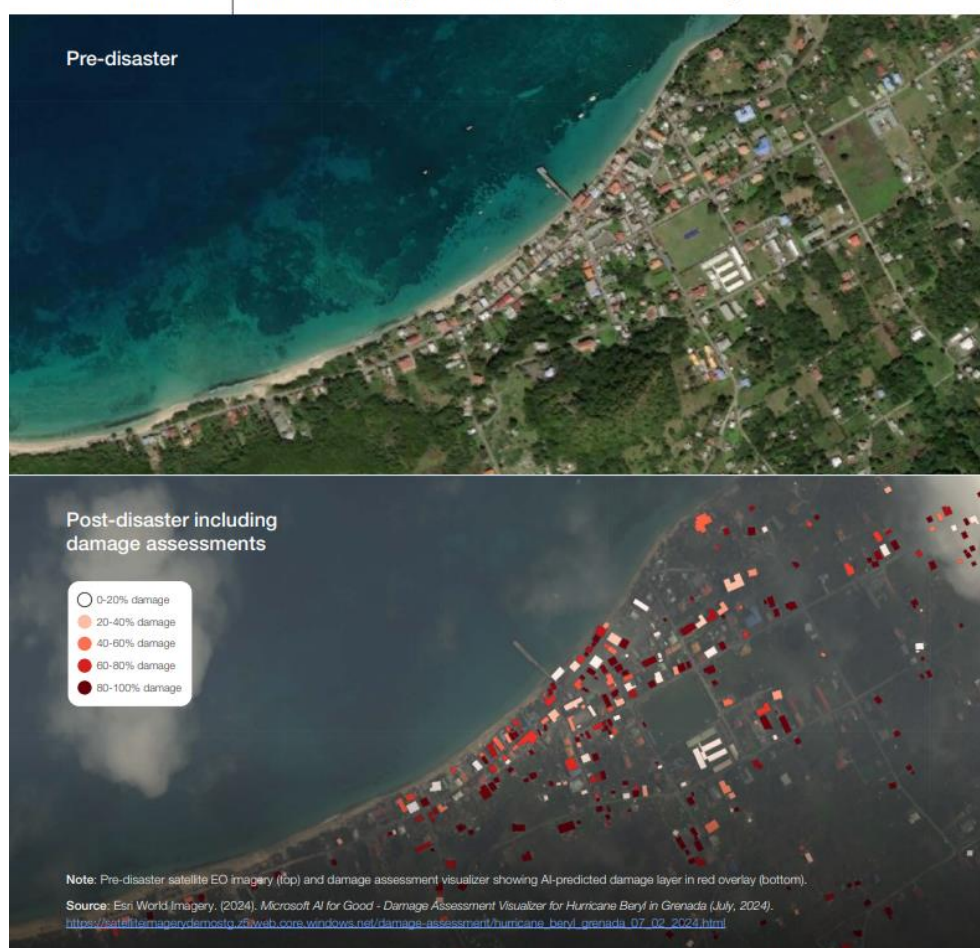 Pre-disaster
Post-disaster including
damage assessments
0-20% damage
20-40% damage
40-60% damage
60-80% damage
80-100% damage
Note: Pre-disaster satellite EO imagery (top) and damage assessment visualizer showing AI-predicted damage layer in red overlay (bottom).
Source: Esri World Imagery. (2024). Microsoft AI for Good - Damage Assessment Visualizer for Hurricane Beryl in Grenada (July, 2024).
https://satelliteimagerydemostg.z5.web.core.windows.net/damage-assessment/hurricane_beryl_grenada_07_02_2024.html